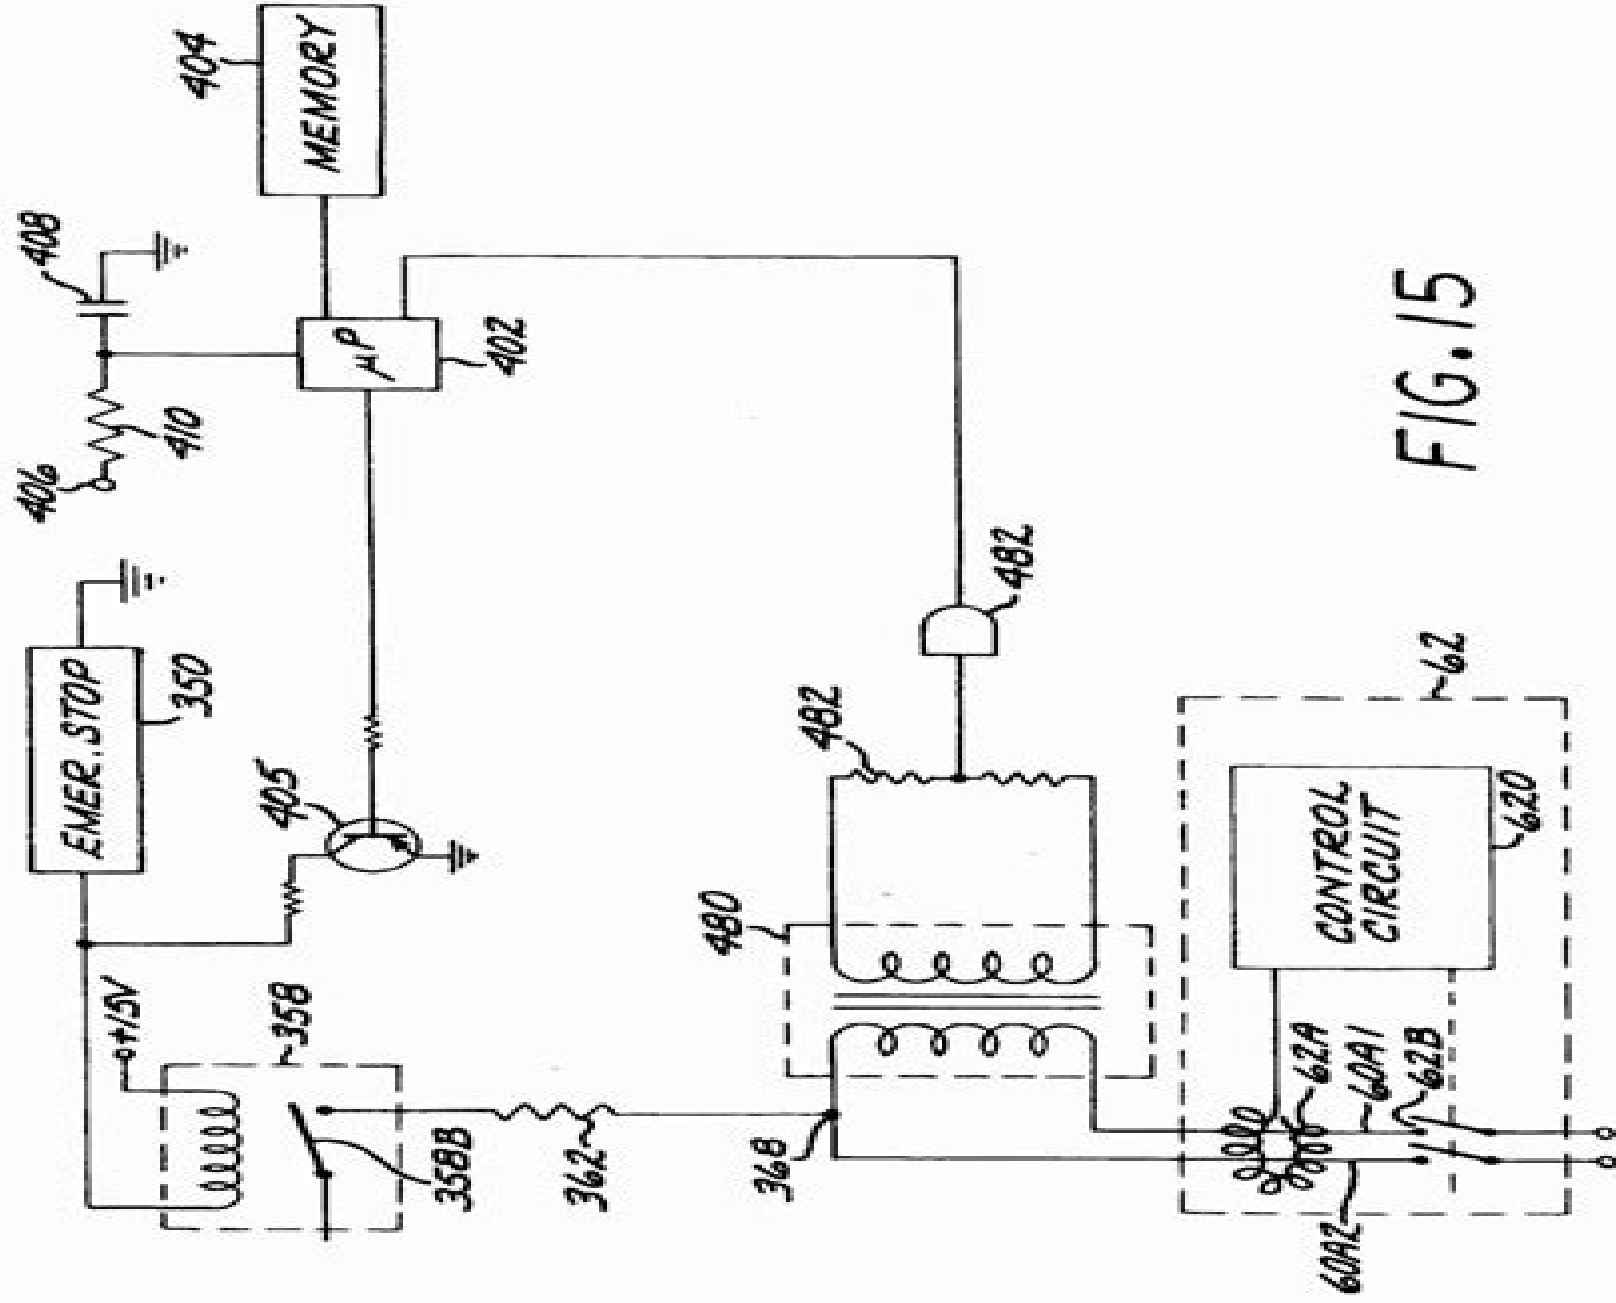 404
MEMORY
408
406
410
µP
402
EMER. STOP
350
405
+15V
358
358B
362
368
480
482
482
62
CONTROL
CIRCUIT
620
62A
60A1
62B
60A2
FIG. 15